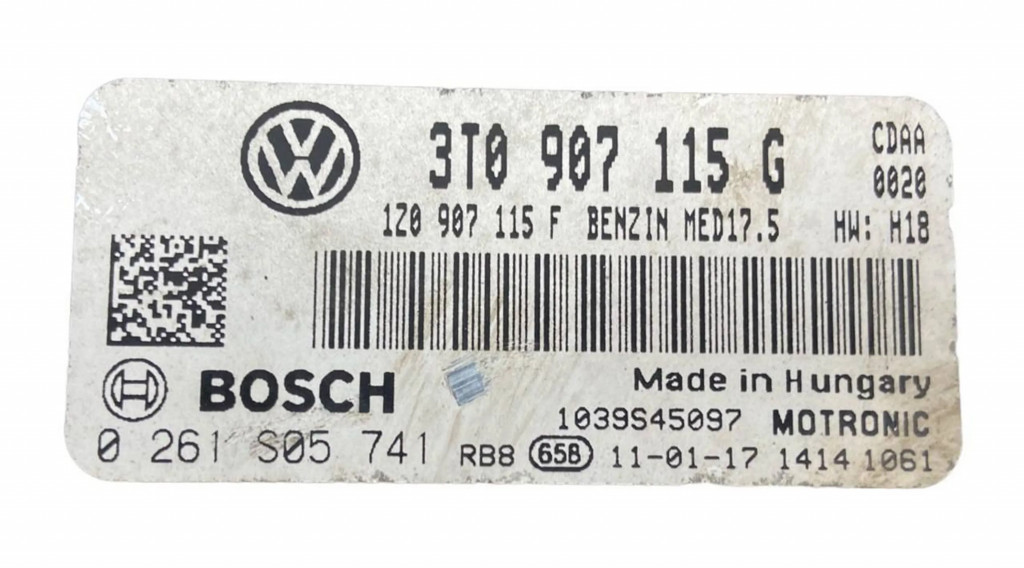 3T0 907 115 G
CDAA
0020
1Z0 907 115 F BENZIN MED17.5 HW: H18
BOSCH
Made in Hungary
1039S45097 MOTRONIC
0 261 S05 741 RB8 658 11-01-17 1414 1061